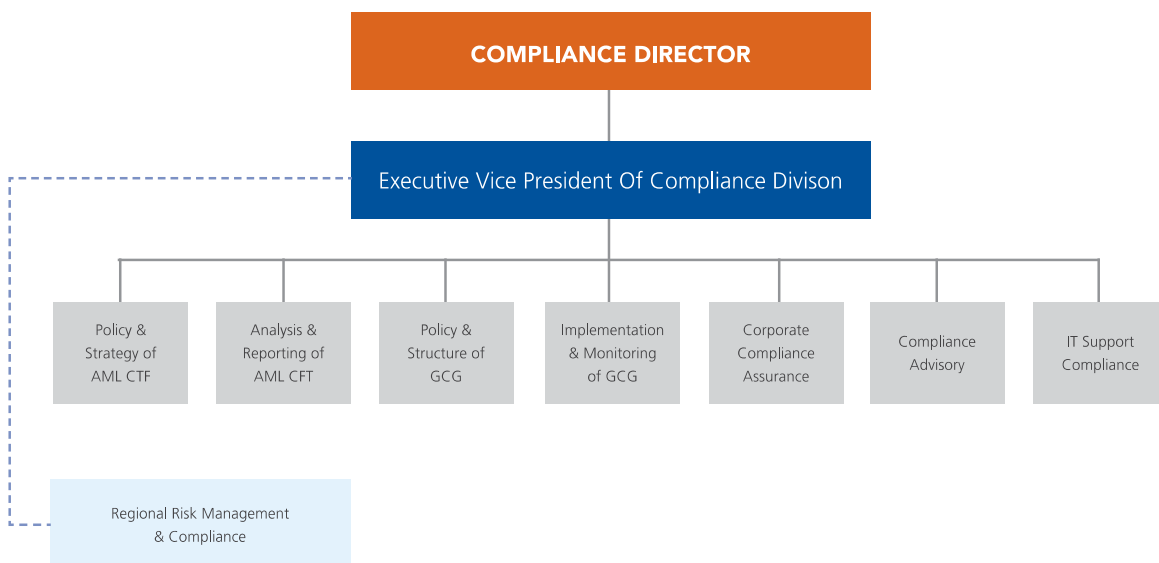 COMPLIANCE DIRECTOR
Executive Vice President Of Compliance Divison
Policy &
Strategy of
AML CTF
Analysis &
Reporting of
AML CFT
Policy &
Structure of
GCG
Implementation
& Monitoring
of GCG
Corporate
Compliance
Assurance
Compliance
Advisory
IT Support
Compliance
Regional Risk Management
& Compliance